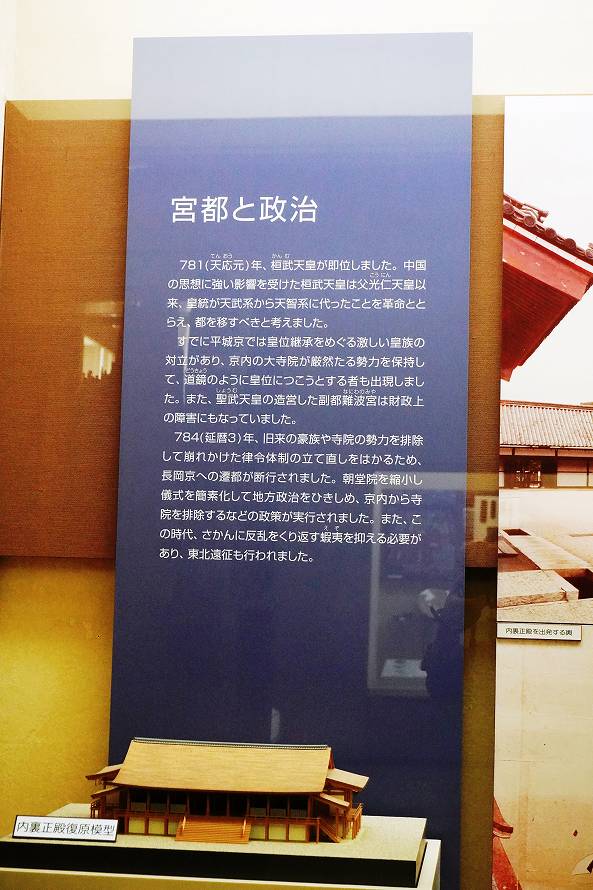 宮都と政治
781(天応元)年、桓武天皇が即位しました。中国
の思想に強い影響を受けた桓武天皇は父光仁天皇以
来、皇統が天武系から天智系に代ったことを革命とと
らえ、都を移すべきと考えました。
すでに平城京では皇位継承をめぐる激しい皇族の
対立があり、京内の大寺院が厳然たる勢力を保持し
て、道鏡のように皇位につこうとする者も出現しまし
た。また、聖武天皇の造営した副都難波宮は財政上
の障害にもなっていました。
784(延暦3)年、旧来の豪族や寺院の勢力を排除
して崩れかけた律令体制の立て直しをはかるため、
長岡京への遷都が断行されました。朝堂院を縮小し
儀式を簡素化して地方政治をひきしめ、京内から寺
院を排除するなどの政策が実行されました。また、こ
の時代、さかんに反乱をくり返す蝦夷を抑える必要が
あり、東北遠征も行われました。
内裏正殿を出発する輿
内裏正殿復原模型